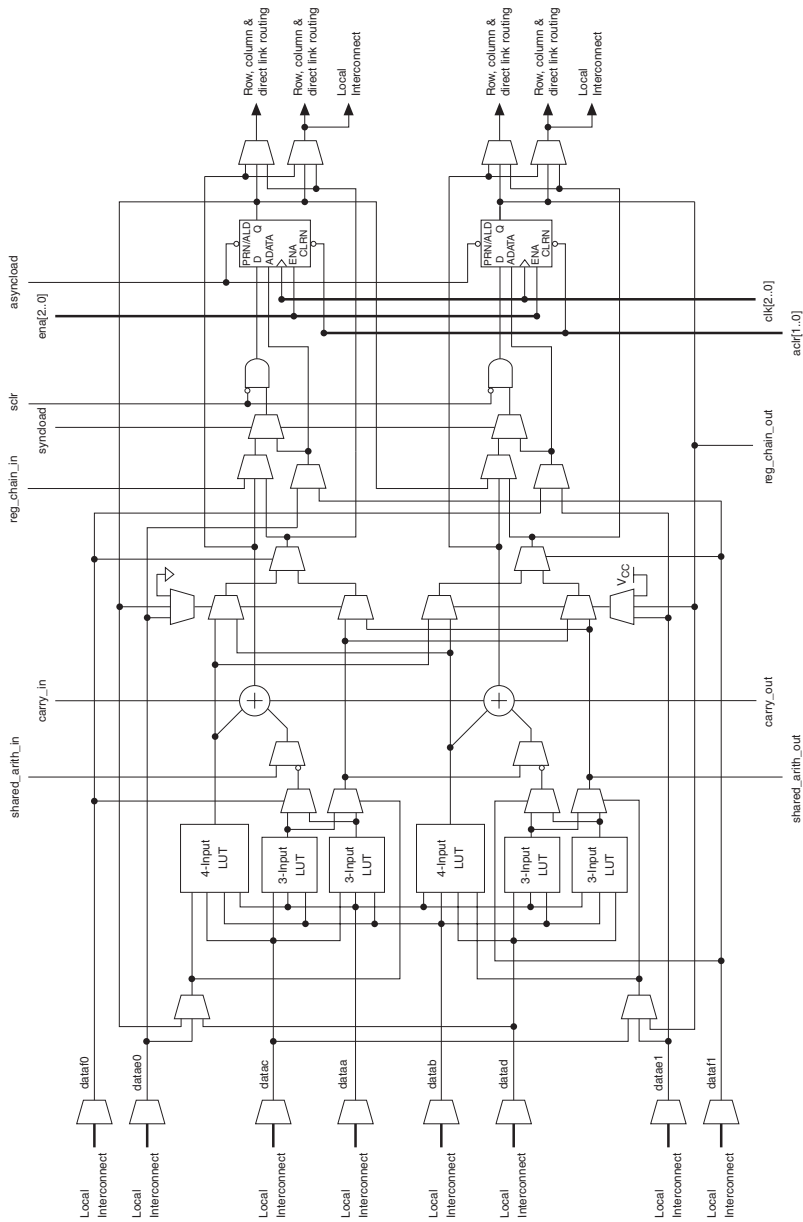 Row, column &
direct link routing
Row, column &
direct link routing
Local
Interconnect
Row, column &
direct link routing
Row, column &
direct link routing
Local
Interconnect
PRN/ALD
D
Q
ADATA
ENA
CLRN
PRN/ALD
D
Q
ADATA
ENA
CLRN
asyncload
ena[2..0]
sclr
syncload
reg_chain_in
carry_in
shared_arith_in
clk[2..0]
aclr[1..0]
reg_chain_out
VCC
carry_out
shared_arith_out
+
+
4-Input
LUT
3-Input
LUT
3-Input
LUT
4-Input
LUT
3-Input
LUT
3-Input
LUT
dataf0
datae0
datac
dataa
datab
datad
datae1
dataf1
Local
Interconnect
Local
Interconnect
Local
Interconnect
Local
Interconnect
Local
Interconnect
Local
Interconnect
Local
Interconnect
Local
Interconnect